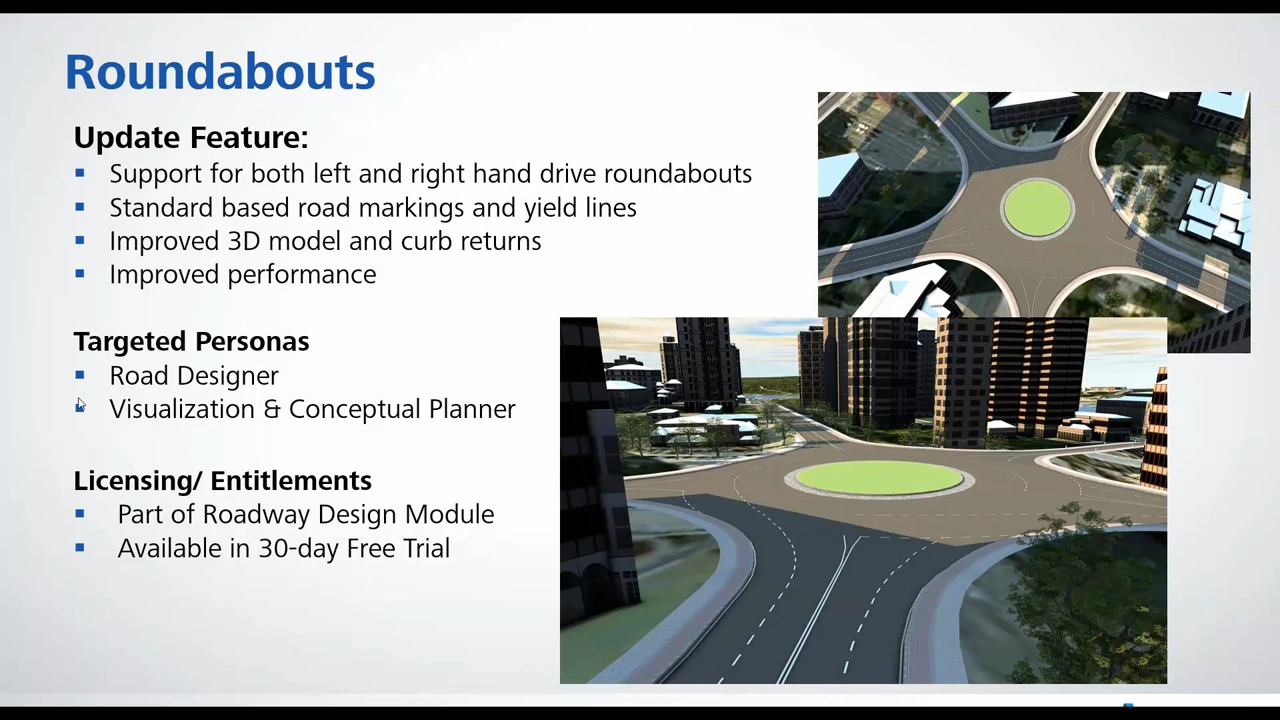 Roundabouts
Update Feature:
Support for both left and right hand drive roundabouts
Standard based road markings and yield lines
Improved 3D model and curb returns
Improved performance
Targeted Personas
Road Designer
Visualization & Conceptual Planner
Licensing/ Entitlements
Part of Roadway Design Module
Available in 30-day Free Trial